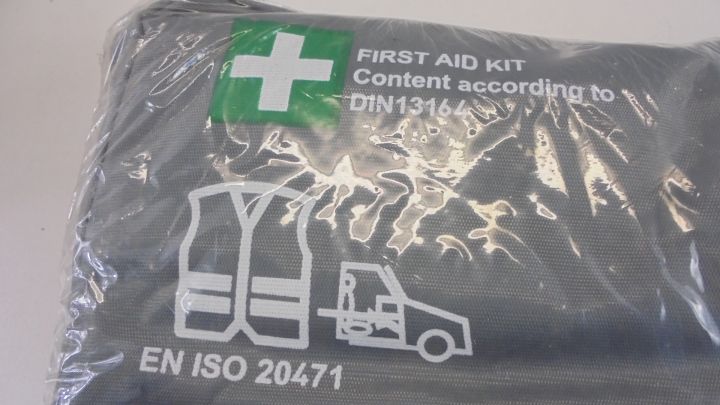 FIRST AID KIT
Content according to
DIN13164
EN ISO 20471